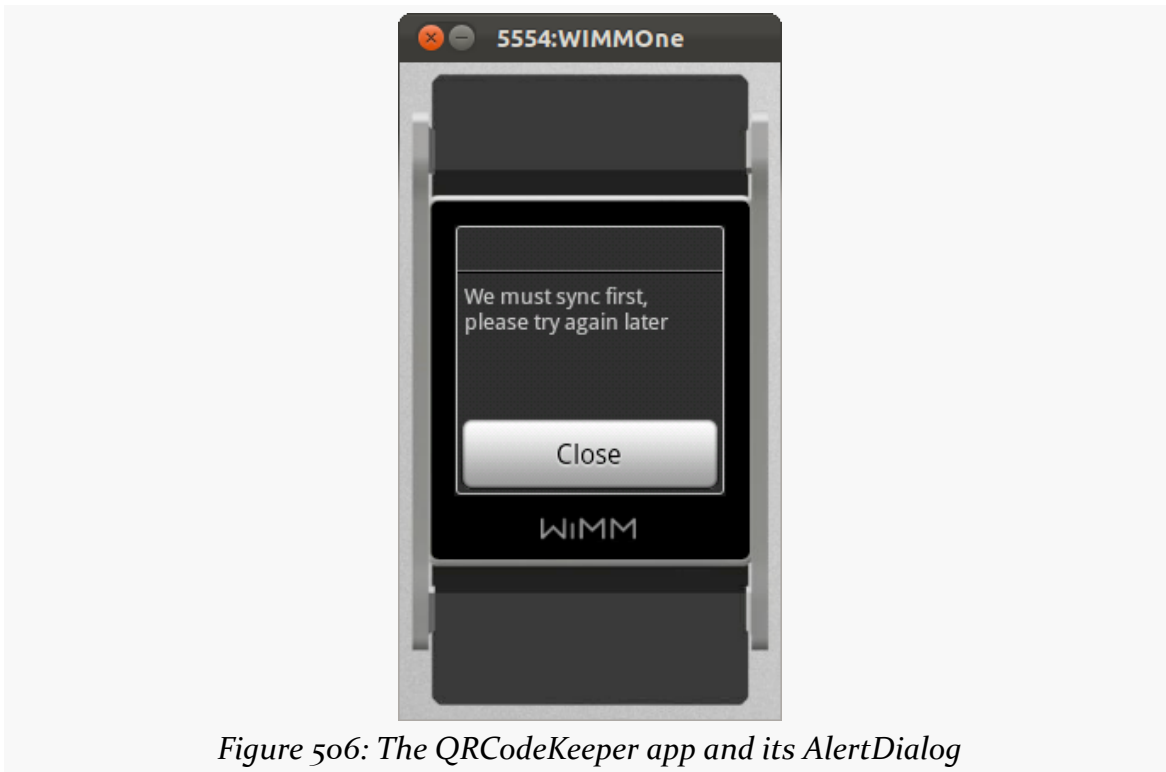 5554:WIMMOne
We must sync first,
please try again later
Close
WiMM
Figure 506: The QRCodeKeeper app and its AlertDialog